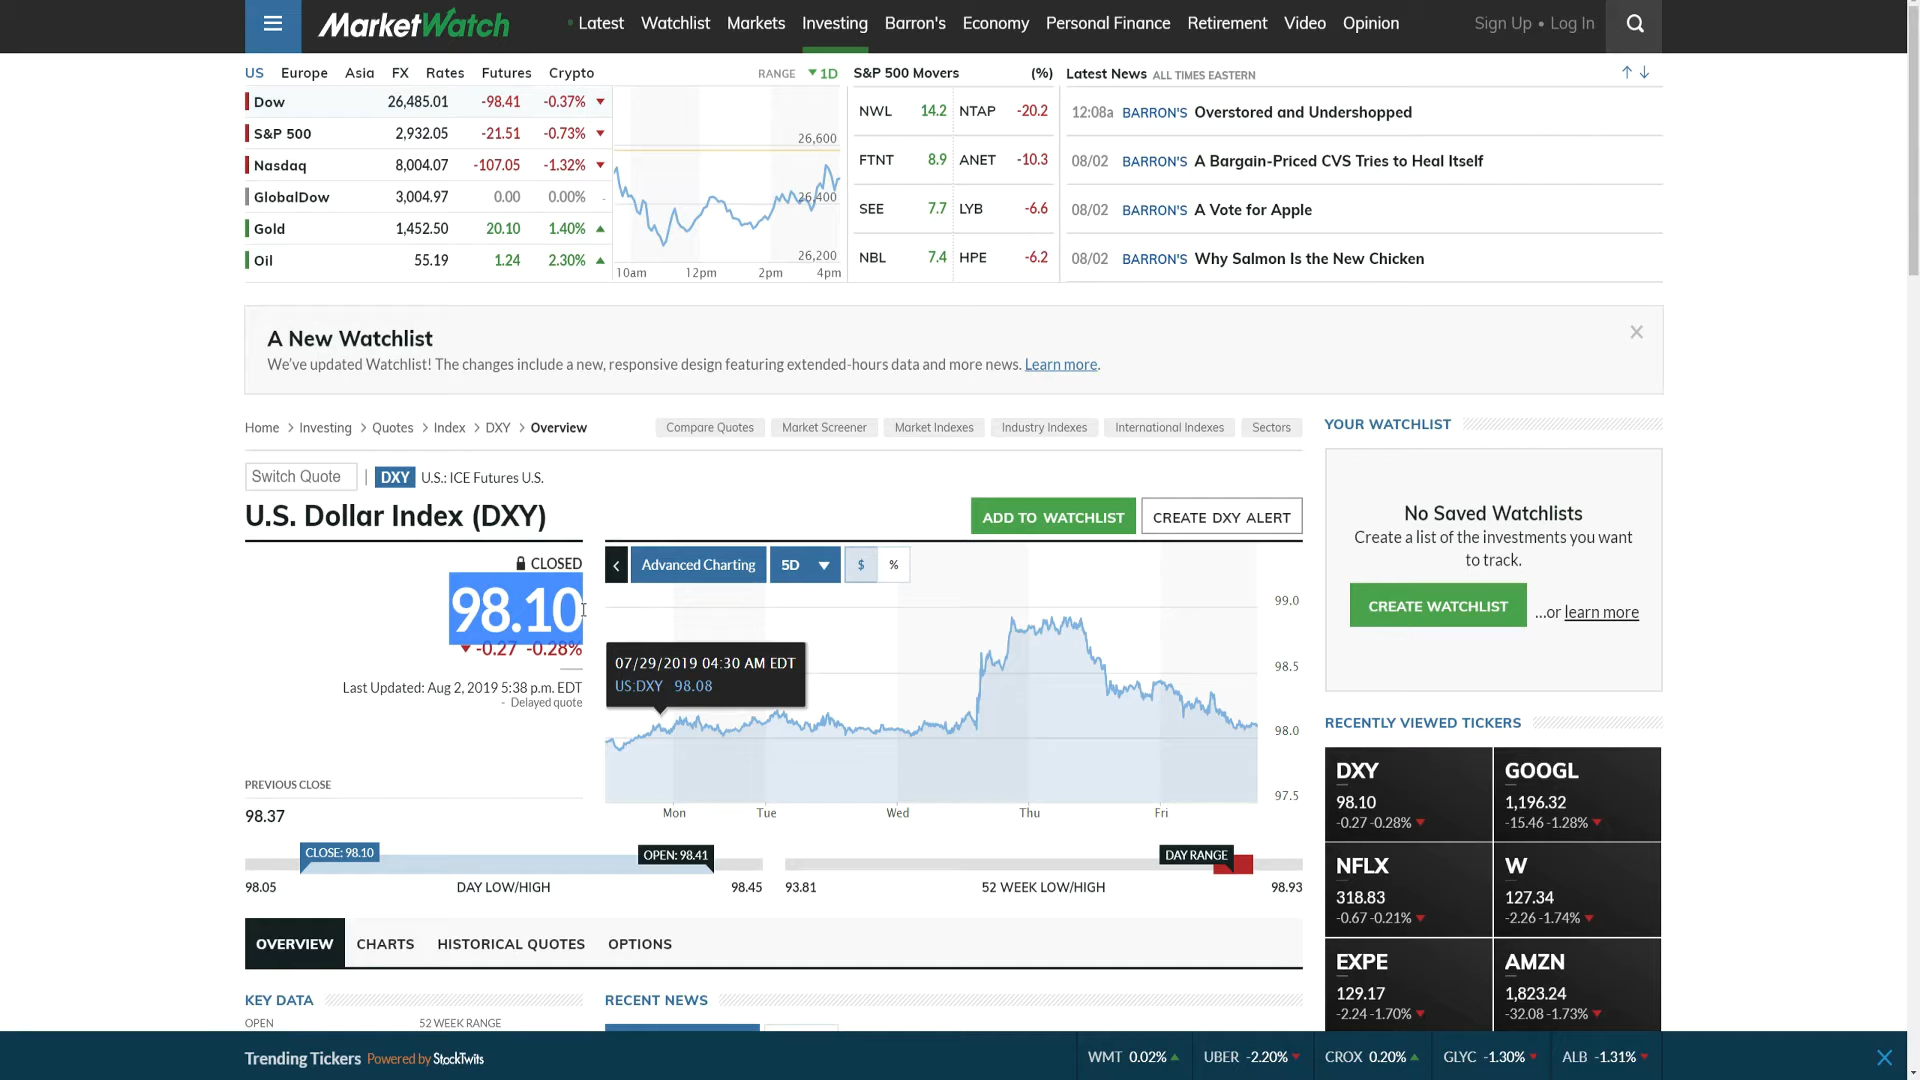 MarketWatch
Latest Watchlist Markets Investing Barron's Economy Personal Finance Retirement Video Opinion
Sign Up • Log In
US Europe Asia FX Rates Futures Crypto
RANGE 1D
Dow 26,485.01 -98.41 -0.37%
S&P 500 2,932.05 -21.51 -0.73%
Nasdaq 8,004.07 -107.05 -1.32%
GlobalDow 3,004.97 0.00 0.00% -
Gold 1,452.50 20.10 1.40%
Oil 55.19 1.24 2.30%
26,600
26,400
26,200
10am 12pm 2pm 4pm
S&P 500 Movers (%)
NWL 14.2 NTAP -20.2
FTNT 8.9 ANET -10.3
SEE 7.7 LYB -6.6
NBL 7.4 HPE -6.2
Latest News ALL TIMES EASTERN
12:08a BARRON'S Overstored and Undershopped
08/02 BARRON'S A Bargain-Priced CVS Tries to Heal Itself
08/02 BARRON'S A Vote for Apple
08/02 BARRON'S Why Salmon Is the New Chicken
A New Watchlist
We've updated Watchlist! The changes include a new, responsive design featuring extended-hours data and more news. Learn more.
Home > Investing > Quotes > Index > DXY > Overview
Compare Quotes Market Screener Market Indexes Industry Indexes International Indexes Sectors
Switch Quote | DXY U.S.: ICE Futures U.S.
U.S. Dollar Index (DXY)
ADD TO WATCHLIST CREATE DXY ALERT
CLOSED
98.10
-0.27 -0.28%
Last Updated: Aug 2, 2019 5:38 p.m. EDT
- Delayed quote
PREVIOUS CLOSE
98.37
Advanced Charting 5D $ %
07/29/2019 04:30 AM EDT
US:DXY 98.08
99.0
98.5
98.0
97.5
Mon Tue Wed Thu Fri
CLOSE: 98.10 OPEN: 98.41
98.05 DAY LOW/HIGH 98.45
DAY RANGE
93.81 52 WEEK LOW/HIGH 98.93
OVERVIEW CHARTS HISTORICAL QUOTES OPTIONS
KEY DATA
OPEN 52 WEEK RANGE
RECENT NEWS
YOUR WATCHLIST
No Saved Watchlists
Create a list of the investments you want
to track.
CREATE WATCHLIST ...or learn more
RECENTLY VIEWED TICKERS
DXY
98.10
-0.27 -0.28%
GOOGL
1,196.32
-15.46 -1.28%
NFLX
318.83
-0.67 -0.21%
W
127.34
-2.26 -1.74%
EXPE
129.17
-2.24 -1.70%
AMZN
1,823.24
-32.08 -1.73%
Trending Tickers Powered by StockTwits
WMT 0.02% UBER -2.20% CROX 0.20% GLYC -1.30% ALB -1.31%